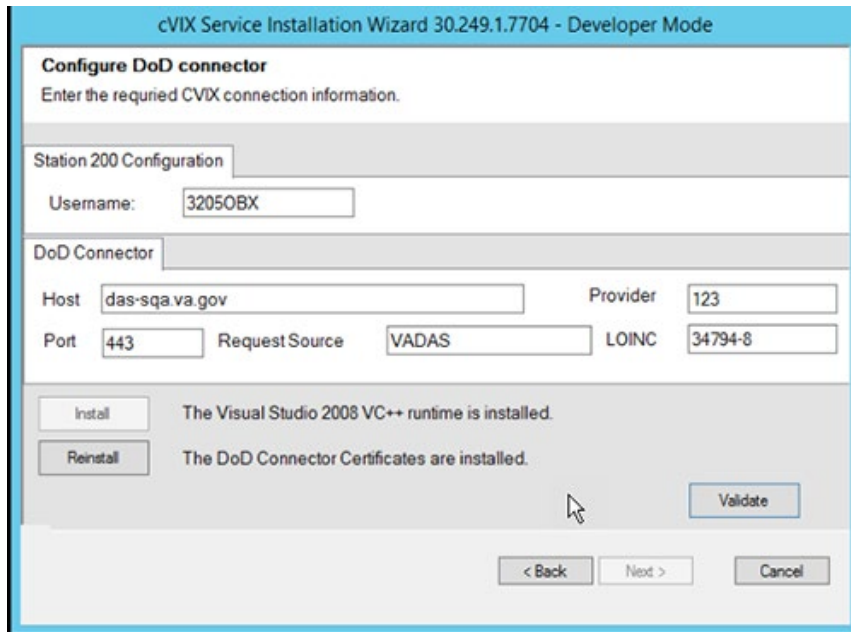 cVIX Service Installation Wizard 30.249.1.7704 - Developer Mode
Configure DoD connector
Enter the requried CVIX connection information.
Station 200 Configuration
Username: 3205OBX
DoD Connector
Host das-sqa.va.gov Provider 123
Port 443 Request Source VADAS LOINC 34794-8
Install The Visual Studio 2008 VC++ runtime is installed.
Reinstall The DoD Connector Certificates are installed.
Validate
< Back Next > Cancel